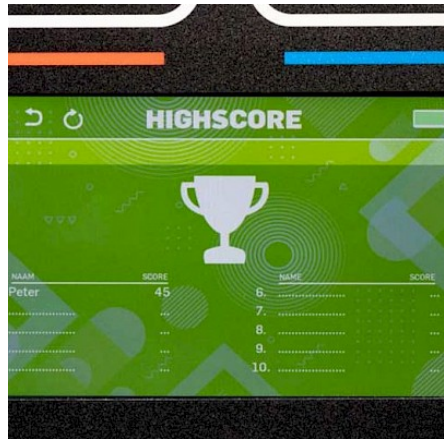 HIGHSCORE
NAAM SCORE
Peter 45
NAME SCORE
6.
7.
8.
9.
10.